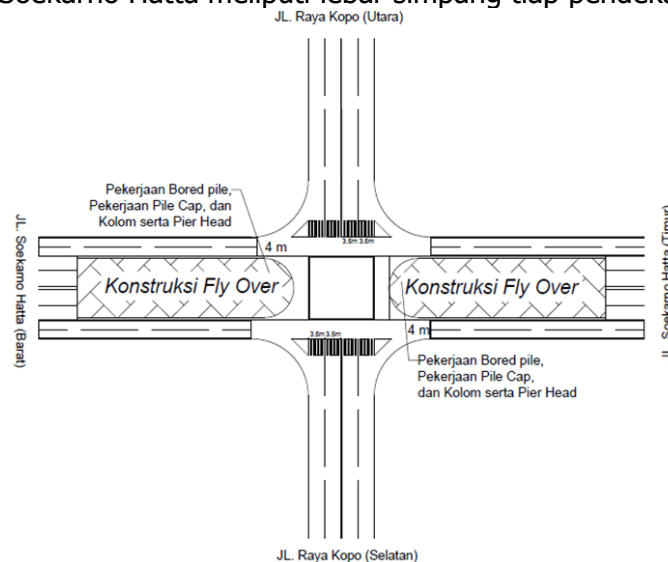 Soekarno Hatta meliputi lebar simpang tiap pendeka
JL. Raya Kopo (Utara)
Pekerjaan Bored pile,
Pekerjaan Pile Cap, dan
Kolom serta Pier Head
3.5m 3.5m
4 m
JL. Soekarno Hatta (Barat)
Konstruksi Fly Over
Konstruksi Fly Over
JL. Soekarno Hatta (Timur)
3.5m 3.5m
4 m
Pekerjaan Bored pile,
Pekerjaan Pile Cap,
dan Kolom serta Pier Head
JL. Raya Kopo (Selatan)